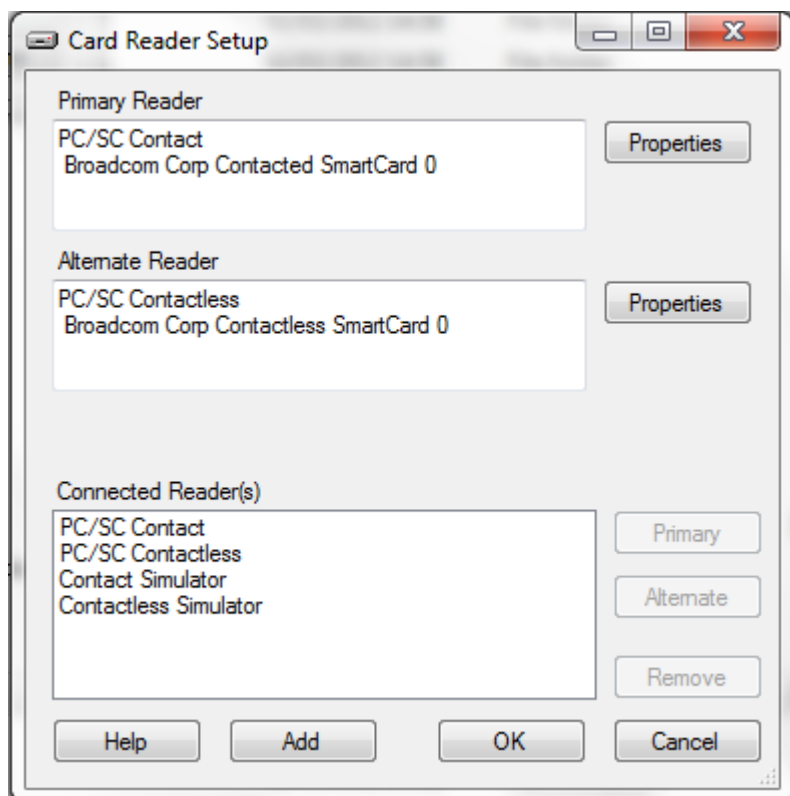 Card Reader Setup
Primary Reader
PC/SC Contact
Broadcom Corp Contacted SmartCard 0
Properties
Alternate Reader
PC/SC Contactless
Broadcom Corp Contactless SmartCard 0
Properties
Connected Reader(s)
PC/SC Contact
PC/SC Contactless
Contact Simulator
Contactless Simulator
Primary
Alternate
Remove
Help
Add
OK
Cancel